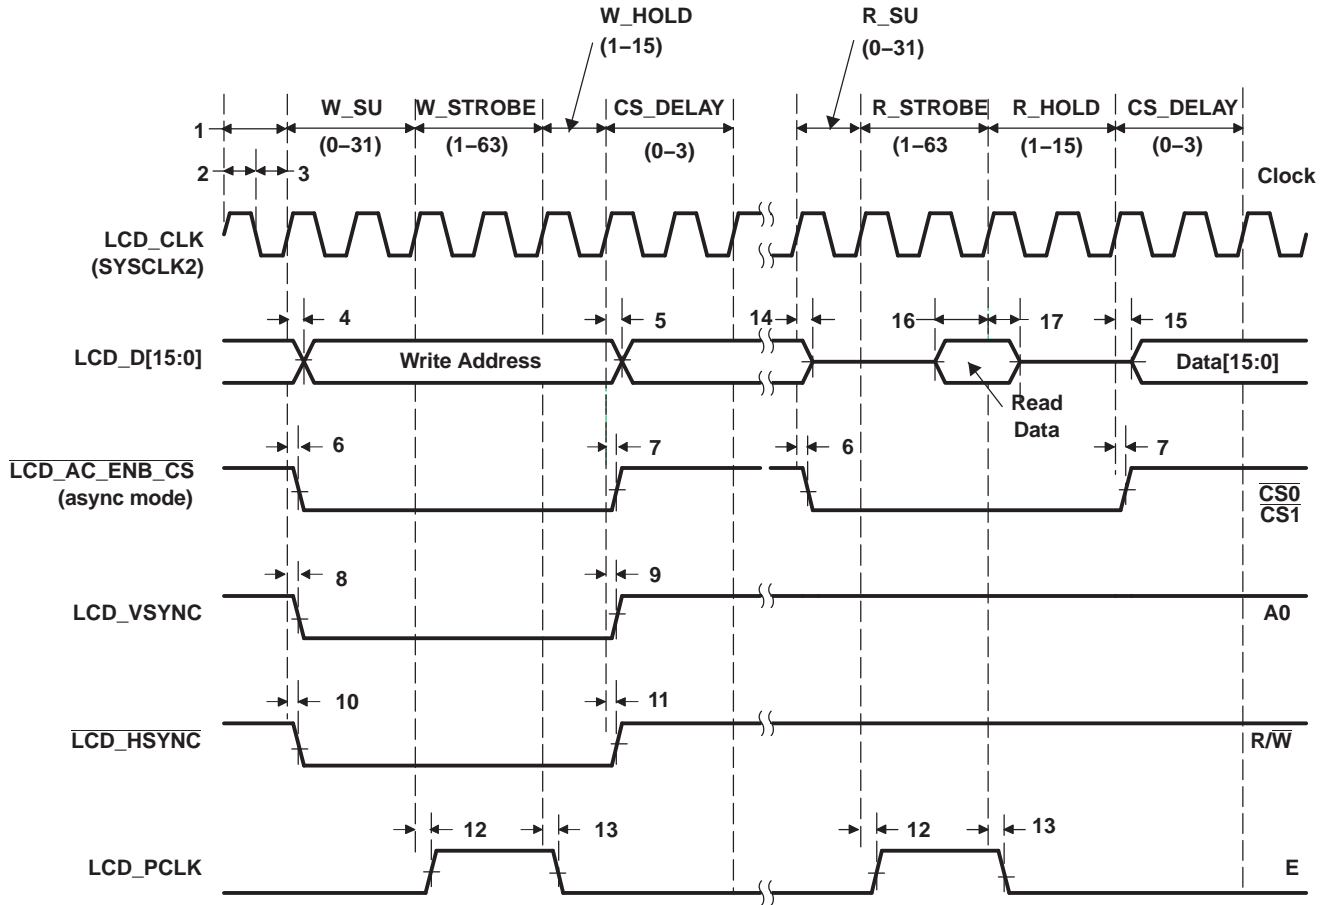 W_HOLD
(1–15)
R_SU
(0–31)
W_SU
W_STROBE
CS_DELAY
R_STROBE
R_HOLD
CS_DELAY
1
(0–31)
(1–63)
(0–3)
(1–63
(1–15)
(0–3)
2
3
Clock
LCD_CLK
(SYSCLK2)
4
5
14
16
17
15
LCD_D[15:0]
Write Address
Data[15:0]
Read
Data
6
7
6
7
LCD_AC_ENB_CS
(async mode)
CS0
CS1
8
9
LCD_VSYNC
A0
10
11
LCD_HSYNC
R/W
12
13
12
13
LCD_PCLK
E